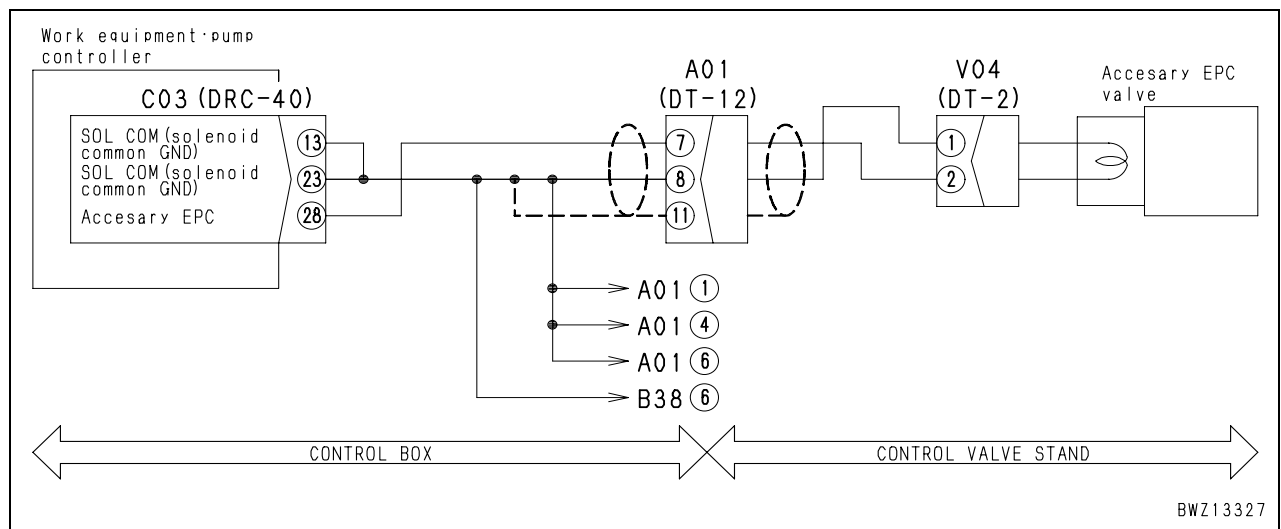 Work equipment·pump
controller
C03 (DRC-40)
SOL COM (solenoid
common GND)
13
SOL COM (solenoid
common GND)
23
Accesary EPC
28
A01
(DT-12)
7
8
11
V04
(DT-2)
1
2
Accesary EPC
valve
A01 1
A01 4
A01 6
B38 6
CONTROL BOX
CONTROL VALVE STAND
BWZ13327